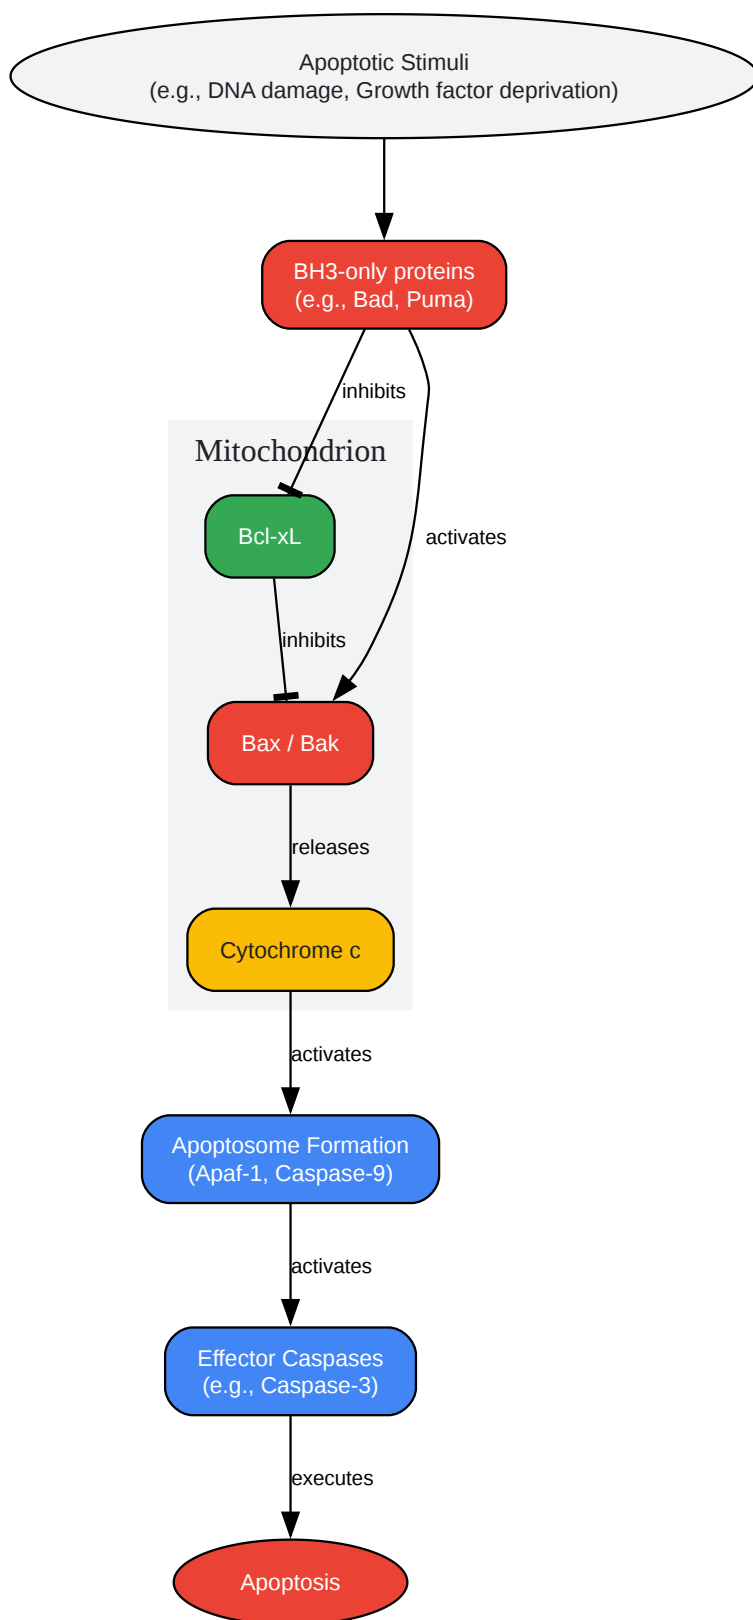 Apoptotic Stimuli
(e.g., DNA damage, Growth factor deprivation)
BH3-only proteins
(e.g., Bad, Puma)
inhibits
Mitochondrion
Bcl-xL
activates
inhibits
Bax / Bak
releases
Cytochrome c
activates
Apoptosome Formation
(Apaf-1, Caspase-9)
activates
Effector Caspases
(e.g., Caspase-3)
executes
Apoptosis